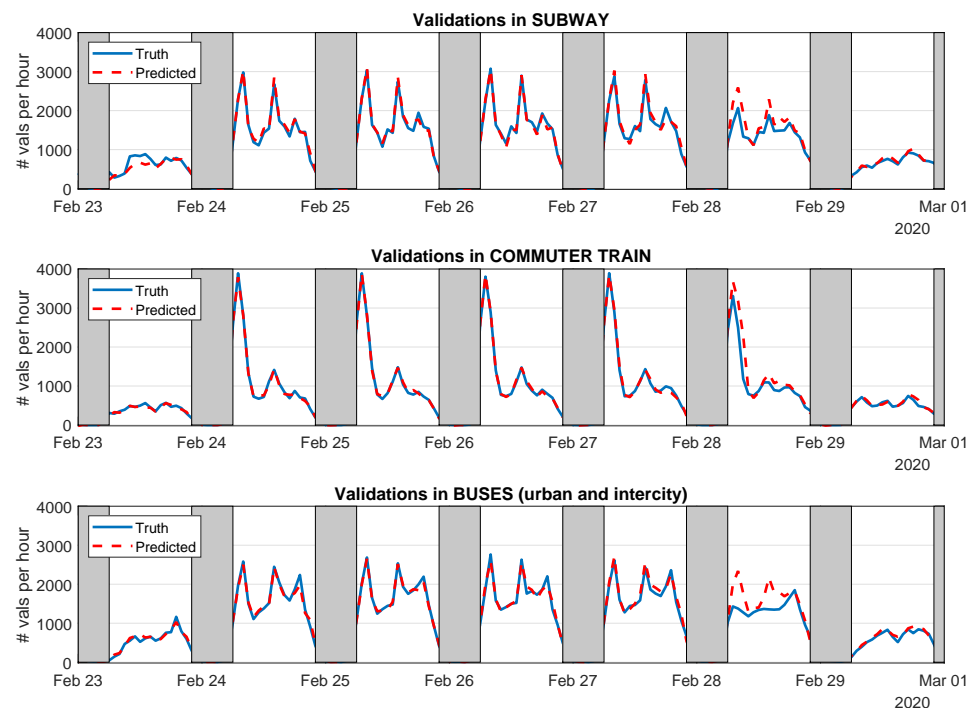 Validations in SUBWAY
4000
3000
2000
1000
0
# vals per hour
Truth
Predicted
Feb 23 Feb 24 Feb 25 Feb 26 Feb 27 Feb 28 Feb 29 Mar 01
2020
Validations in COMMUTER TRAIN
4000
3000
2000
1000
0
# vals per hour
Truth
Predicted
Feb 23 Feb 24 Feb 25 Feb 26 Feb 27 Feb 28 Feb 29 Mar 01
2020
Validations in BUSES (urban and intercity)
4000
3000
2000
1000
0
# vals per hour
Truth
Predicted
Feb 23 Feb 24 Feb 25 Feb 26 Feb 27 Feb 28 Feb 29 Mar 01
2020